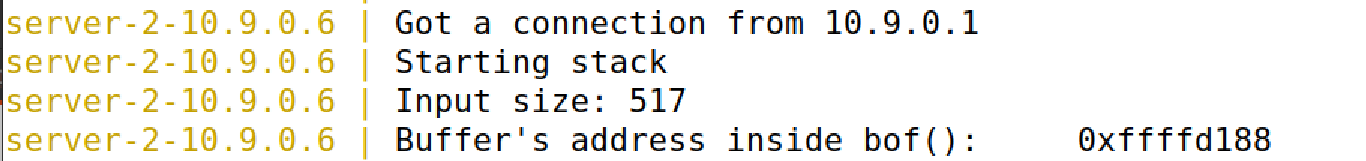 server-2-10.9.0.6 | Got a connection from 10.9.0.1
server-2-10.9.0.6 | Starting stack
server-2-10.9.0.6 | Input size: 517
server-2-10.9.0.6 | Buffer's address inside bof():     0xffffd188